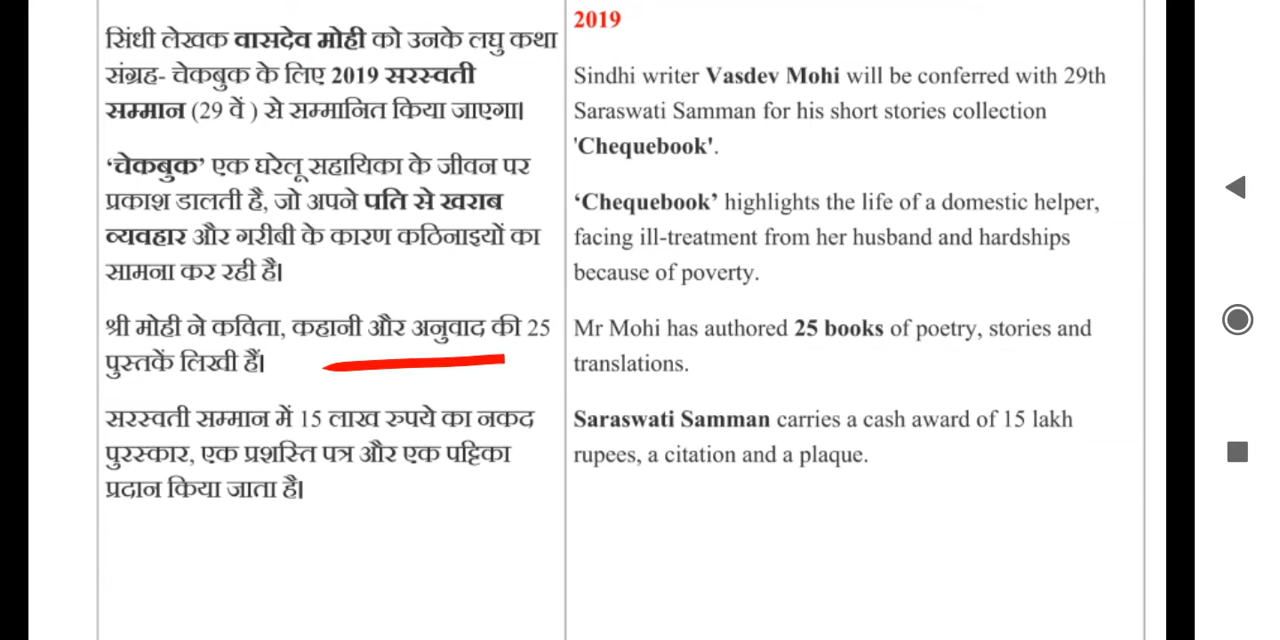 सिंधी लेखक वासदेव मोही को उनके लघु कथा
संग्रह- चेकबुक के लिए 2019 सरस्वती
सम्मान (29 वें ) से सम्मानित किया जाएगा।
‘चेकबुक’ एक घरेलू सहायिका के जीवन पर
प्रकाश डालती है, जो अपने पति से खराब
व्यवहार और गरीबी के कारण कठिनाइयों का
सामना कर रही है।
श्री मोही ने कविता, कहानी और अनुवाद की 25
पुस्तकें लिखी हैं।
सरस्वती सम्मान में 15 लाख रुपये का नकद
पुरस्कार, एक प्रशस्ति पत्र और एक पट्टिका
प्रदान किया जाता है।
2019
Sindhi writer Vasdev Mohi will be conferred with 29th
Saraswati Samman for his short stories collection
'Chequebook'.
‘Chequebook’ highlights the life of a domestic helper,
facing ill-treatment from her husband and hardships
because of poverty.
Mr Mohi has authored 25 books of poetry, stories and
translations.
Saraswati Samman carries a cash award of 15 lakh
rupees, a citation and a plaque.